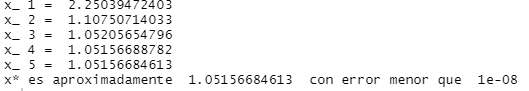 x_ 1 =  2.25039472403
x_ 2 =  1.10750714033
x_ 3 =  1.05205654796
x_ 4 =  1.05156688782
x_ 5 =  1.05156684613
x* es aproximadamente  1.05156684613  con error menor que  1e-08